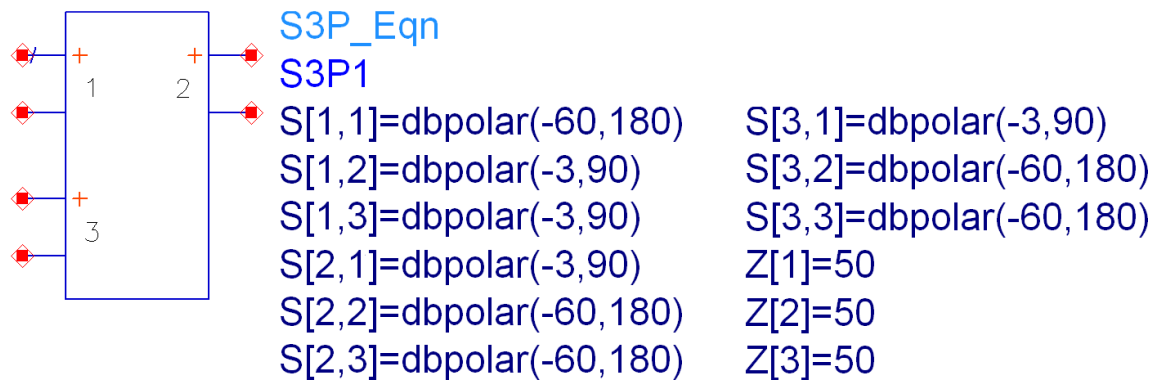 S3P_Eqn
S3P1
+
1
+
2
+
3
S[1,1]=dbpolar(-60,180)
S[1,2]=dbpolar(-3,90)
S[1,3]=dbpolar(-3,90)
S[2,1]=dbpolar(-3,90)
S[2,2]=dbpolar(-60,180)
S[2,3]=dbpolar(-60,180)
S[3,1]=dbpolar(-3,90)
S[3,2]=dbpolar(-60,180)
S[3,3]=dbpolar(-60,180)
Z[1]=50
Z[2]=50
Z[3]=50